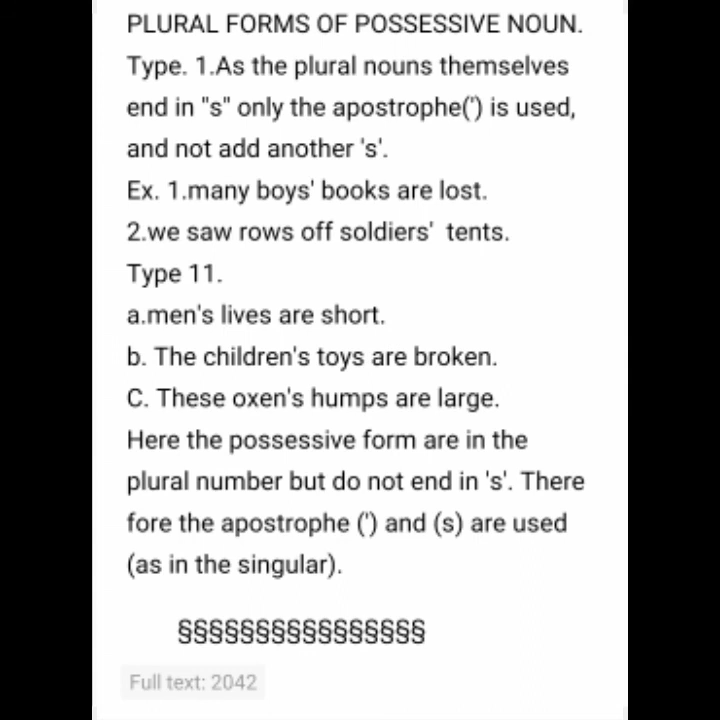 PLURAL FORMS OF POSSESSIVE NOUN.
Type. 1.As the plural nouns themselves
end in "s" only the apostrophe(') is used,
and not add another 's'.
Ex. 1.many boys' books are lost.
2.we saw rows off soldiers'  tents.
Type 11.
a.men's lives are short.
b. The children's toys are broken.
C. These oxen's humps are large.
Here the possessive form are in the
plural number but do not end in 's'. There
fore the apostrophe (') and (s) are used
(as in the singular).
§§§§§§§§§§§§§§§§
Full text: 2042